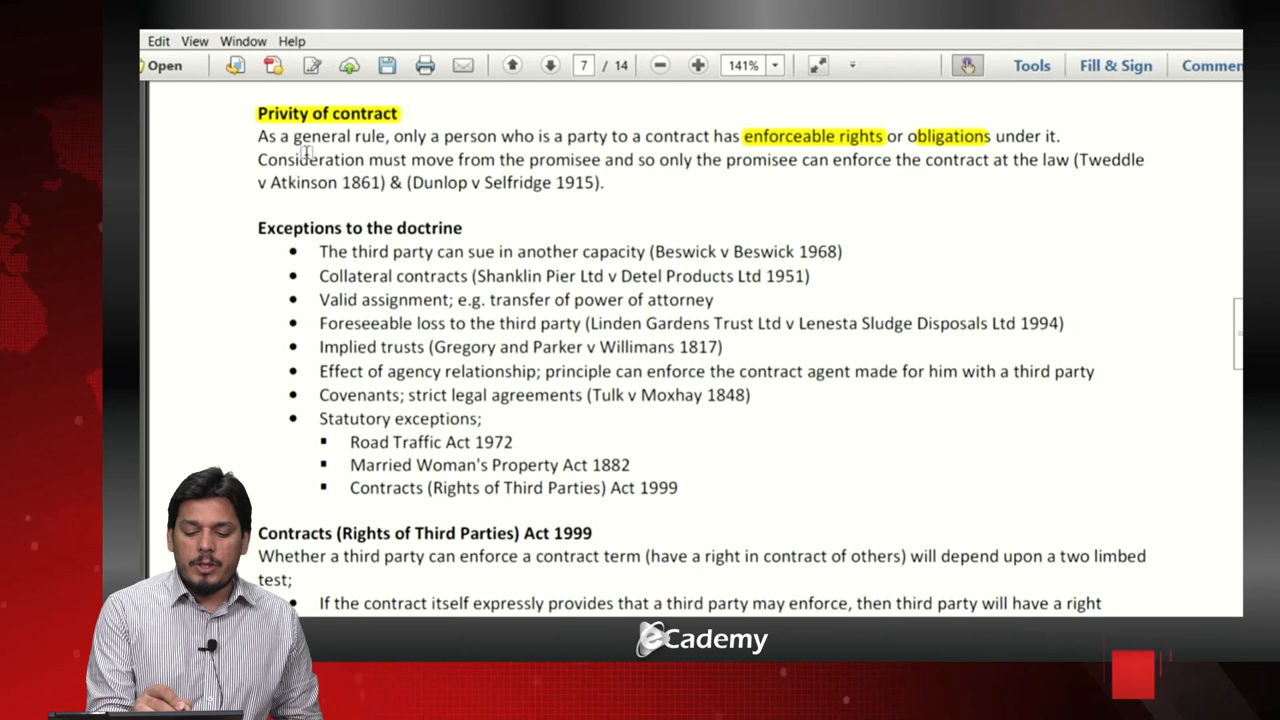 Edit View Window Help
Open 7 / 14 141% Tools Fill & Sign Commen
Privity of contract
As a general rule, only a person who is a party to a contract has enforceable rights or obligations under it.
Consideration must move from the promisee and so only the promisee can enforce the contract at the law (Tweddle
v Atkinson 1861) & (Dunlop v Selfridge 1915).
Exceptions to the doctrine
• The third party can sue in another capacity (Beswick v Beswick 1968)
• Collateral contracts (Shanklin Pier Ltd v Detel Products Ltd 1951)
• Valid assignment; e.g. transfer of power of attorney
• Foreseeable loss to the third party (Linden Gardens Trust Ltd v Lenesta Sludge Disposals Ltd 1994)
• Implied trusts (Gregory and Parker v Willimans 1817)
• Effect of agency relationship; principle can enforce the contract agent made for him with a third party
• Covenants; strict legal agreements (Tulk v Moxhay 1848)
• Statutory exceptions;
▪ Road Traffic Act 1972
▪ Married Woman's Property Act 1882
▪ Contracts (Rights of Third Parties) Act 1999
Contracts (Rights of Third Parties) Act 1999
Whether a third party can enforce a contract term (have a right in contract of others) will depend upon a two limbed
test;
• If the contract itself expressly provides that a third party may enforce, then third party will have a right
eCademy